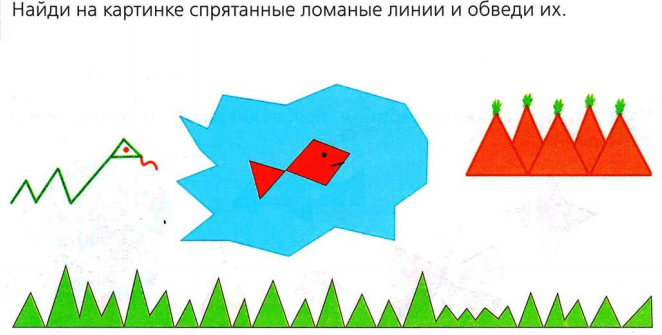 Найди на картинке спрятанные ломаные линии и обведи их.